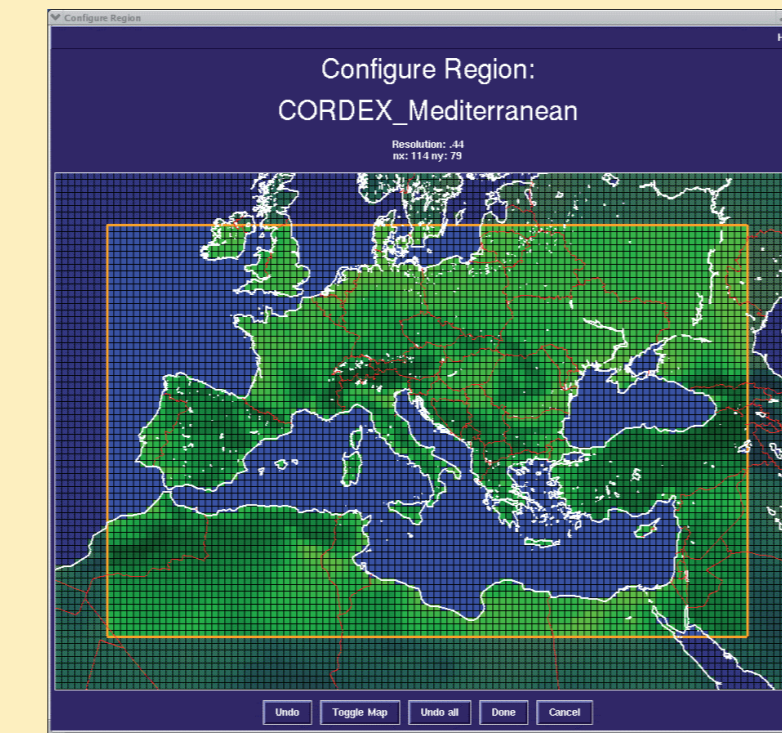 Configure Region
H
Configure Region:
CORDEX_Mediterranean
Resolution: .44
nx: 114 ny: 79
Undo
Toggle Map
Undo all
Done
Cancel